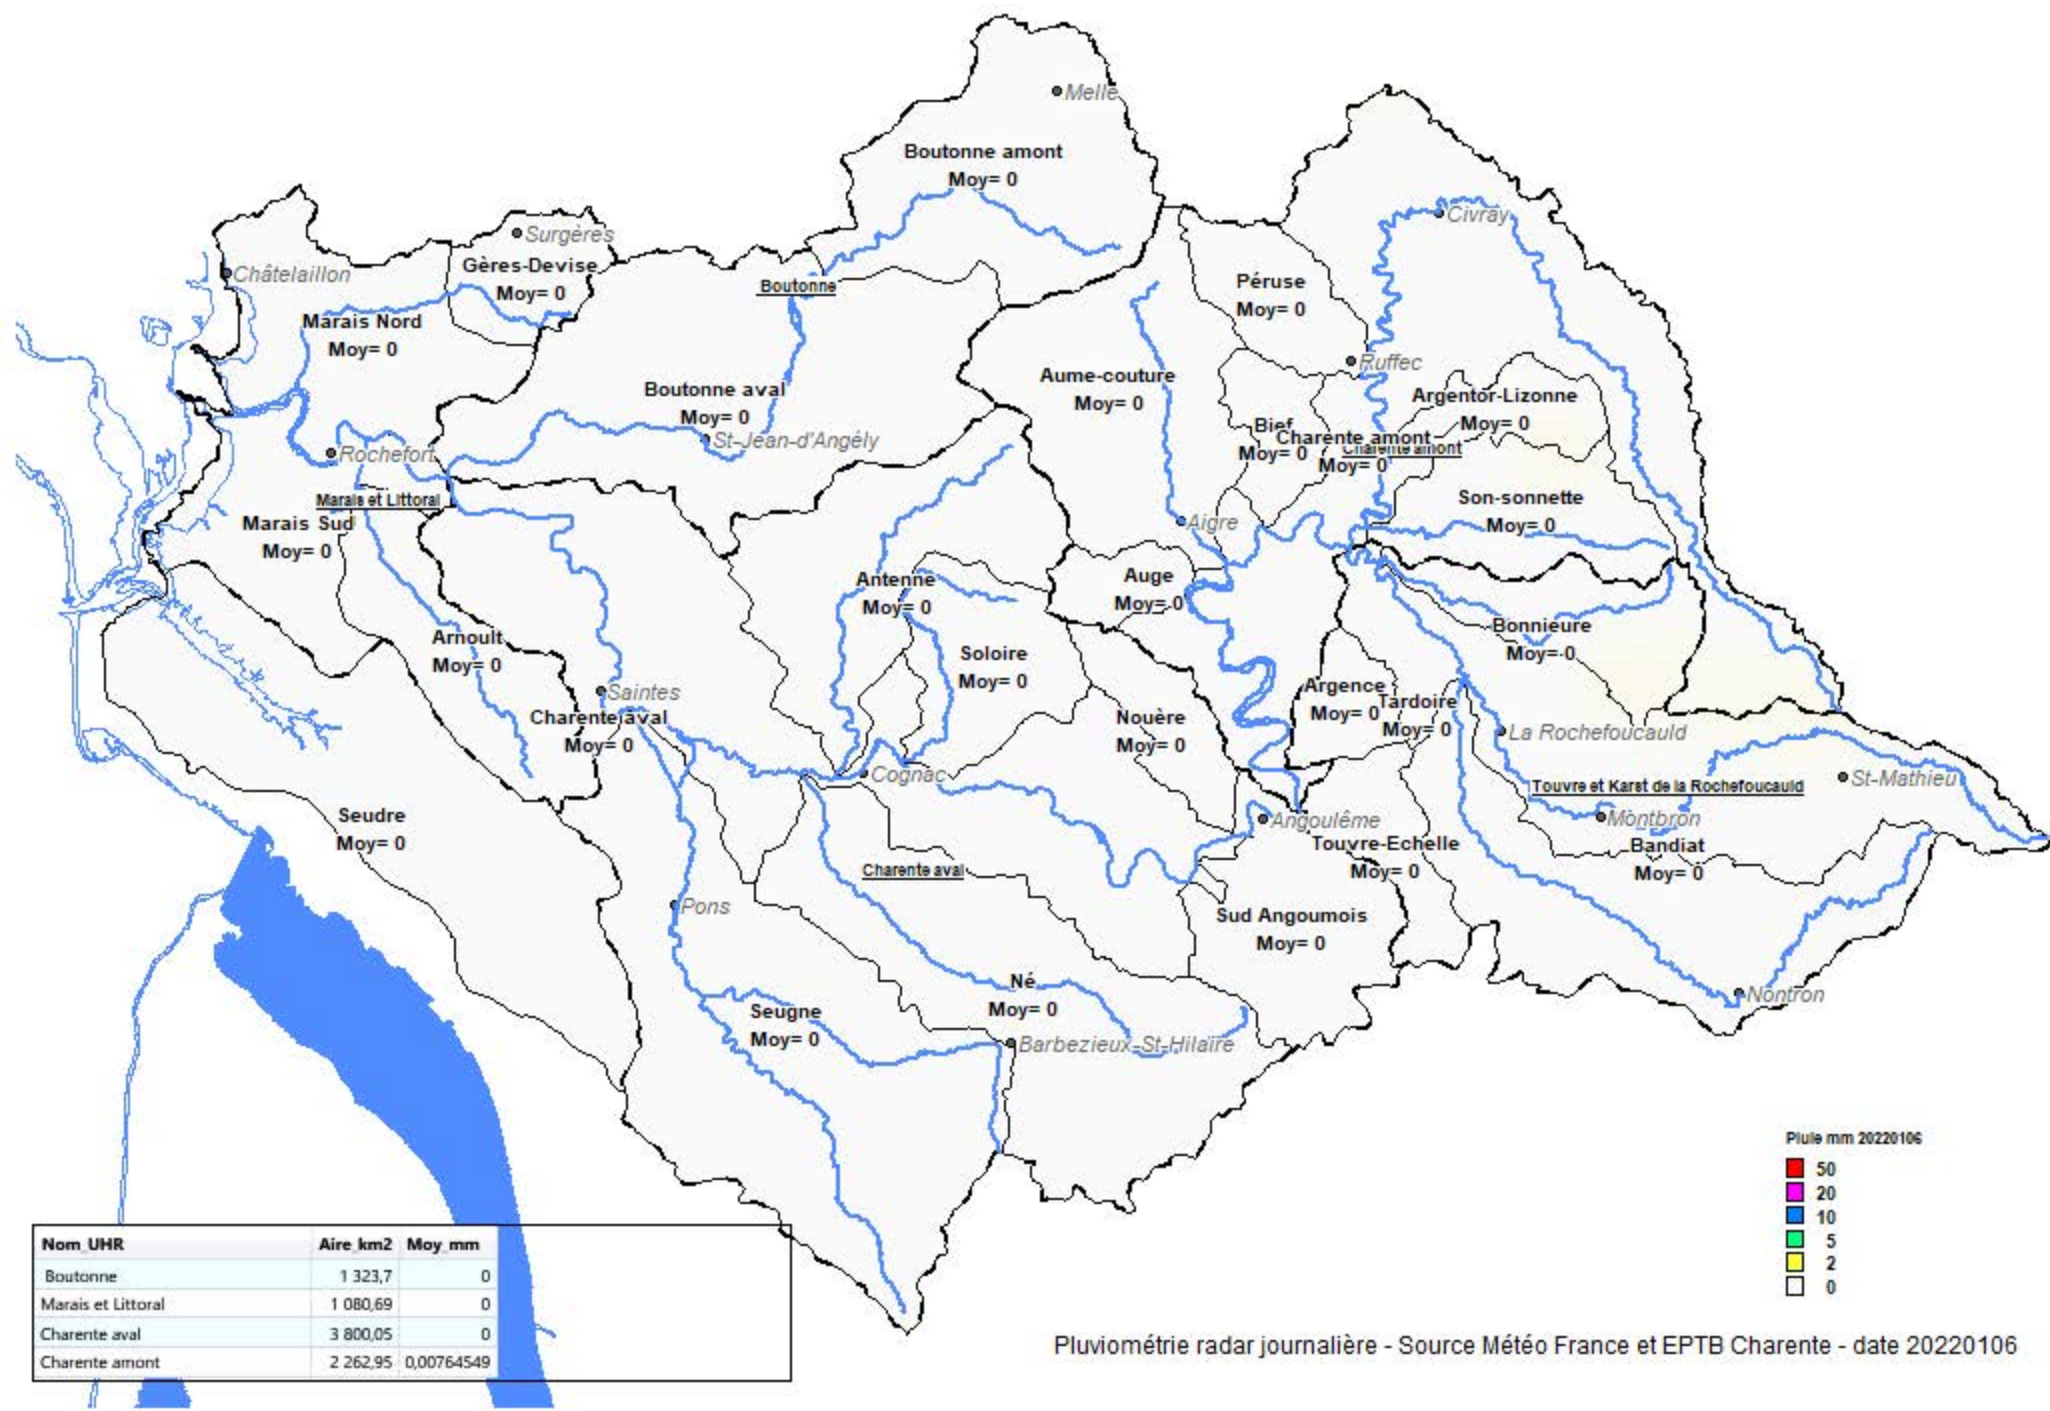 Melle
Boutonne amont
Moy= 0
Civray
Surgères
Châtelaillon
Gères-Devise
Moy= 0
Boutonne
Péruse
Moy= 0
Marais Nord
Moy= 0
Ruffec
Aume-couture
Moy= 0
Boutonne aval
Moy= 0
Argentor-Lizonne
Moy= 0
St-Jean-d'Angély
Bief
Moy= 0
Charente amont
Moy= 0
Charente amont
Rochefort
Marais et Littoral
Son-sonnette
Moy= 0
Marais Sud
Moy= 0
Aigre
Antenne
Moy= 0
Auge
Moy= 0
Bonnieure
Moy= 0
Arnoult
Moy= 0
Soloire
Moy= 0
Saintes
Argence
Moy= 0
Tardoire
Moy= 0
Charente aval
Moy= 0
Nouère
Moy= 0
La Rochefoucauld
Cognac
Touvre et Karst de la Rochefoucauld
St-Mathieu
Seudre
Moy= 0
Angoulême
Montbron
Touvre-Echelle
Moy= 0
Bandiat
Moy= 0
Charente aval
Pons
Sud Angoumois
Moy= 0
Né
Moy= 0
Nontron
Seugne
Moy= 0
Barbezieux-St-Hilaire
Pluie mm 20220106
50
20
10
5
2
0
Nom_UHR Aire_km2 Moy_mm
Boutonne 1 323,7 0
Marais et Littoral 1 080,69 0
Charente aval 3 800,05 0
Charente amont 2 262,95 0,00764549
Pluviométrie radar journalière - Source Météo France et EPTB Charente - date 20220106